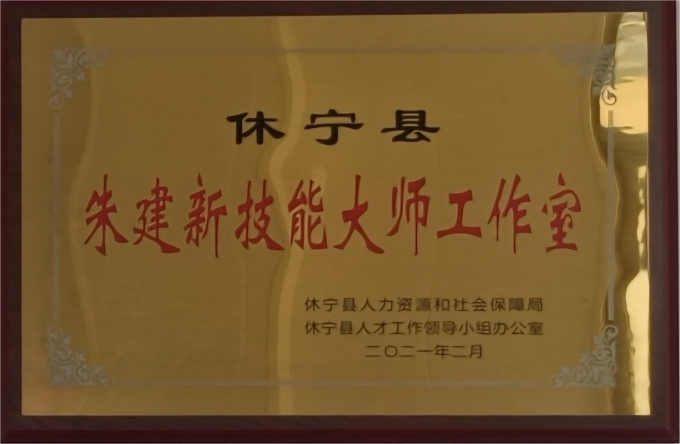 休宁县
朱建新技能大师工作室
休宁县人力资源和社会保障局
休宁县人才工作领导小组办公室
二〇二一年二月